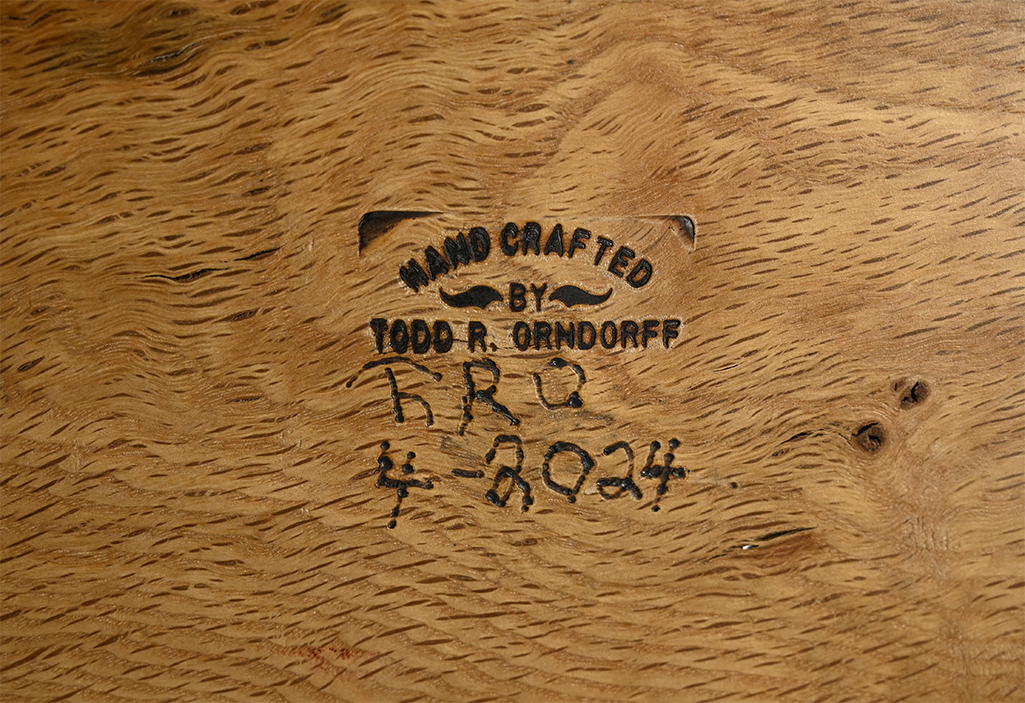 HAND CRAFTED
BY
TODD R. ORNDORFF
TRO
4-2024